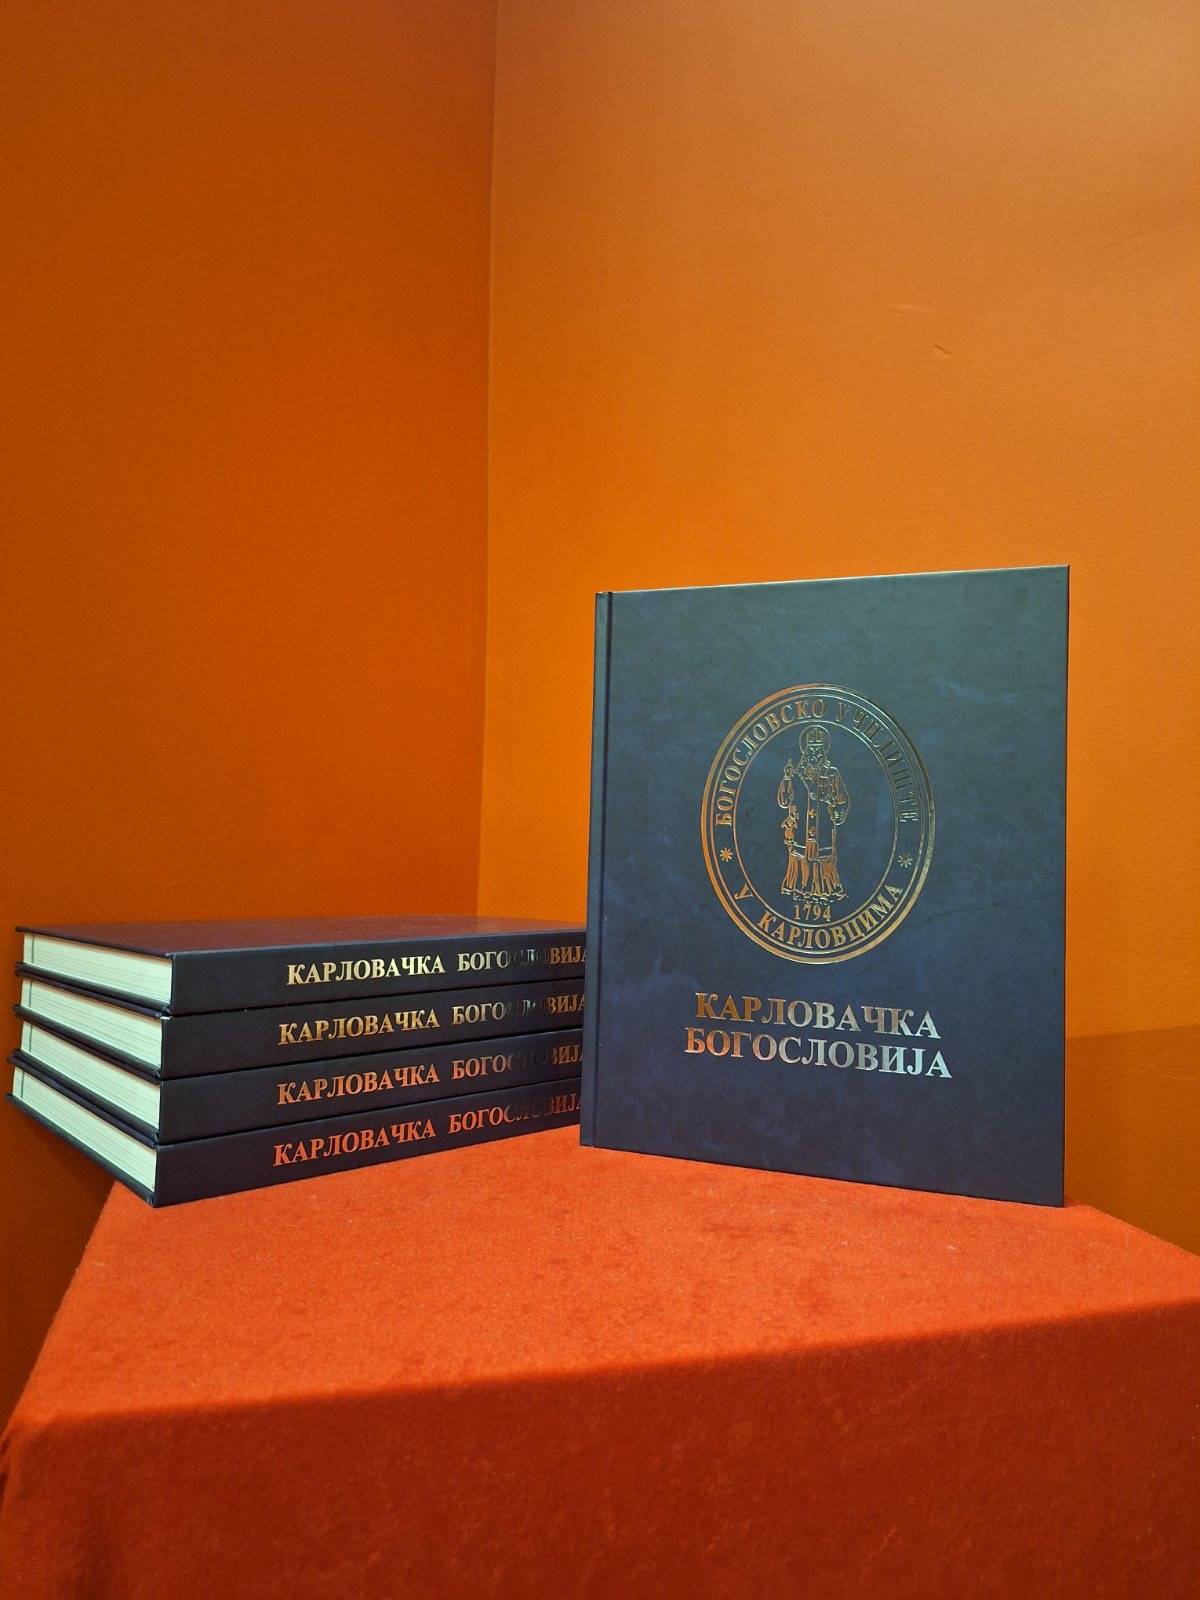 КАРЛОВАЧКА БОГОСЛОВИЈА
КАРЛОВАЧКА БОГОСЛОВИЈА
КАРЛОВАЧКА БОГОСЛОВИЈА
КАРЛОВАЧКА БОГОСЛОВИЈА
БОГОСЛОВСКО УЧИЛИШТЕ
1794
У КАРЛОВЦИМА
КАРЛОВАЧКА
БОГОСЛОВИЈА